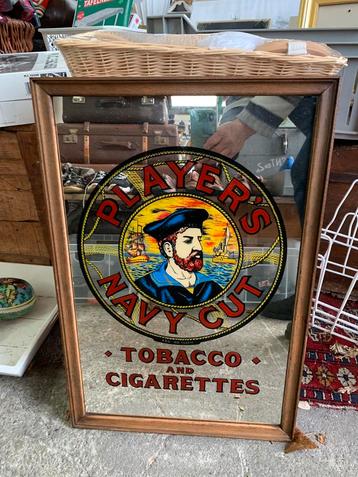 PLAYER'S
NAVY CUT
• TOBACCO •
AND
CIGARETTES